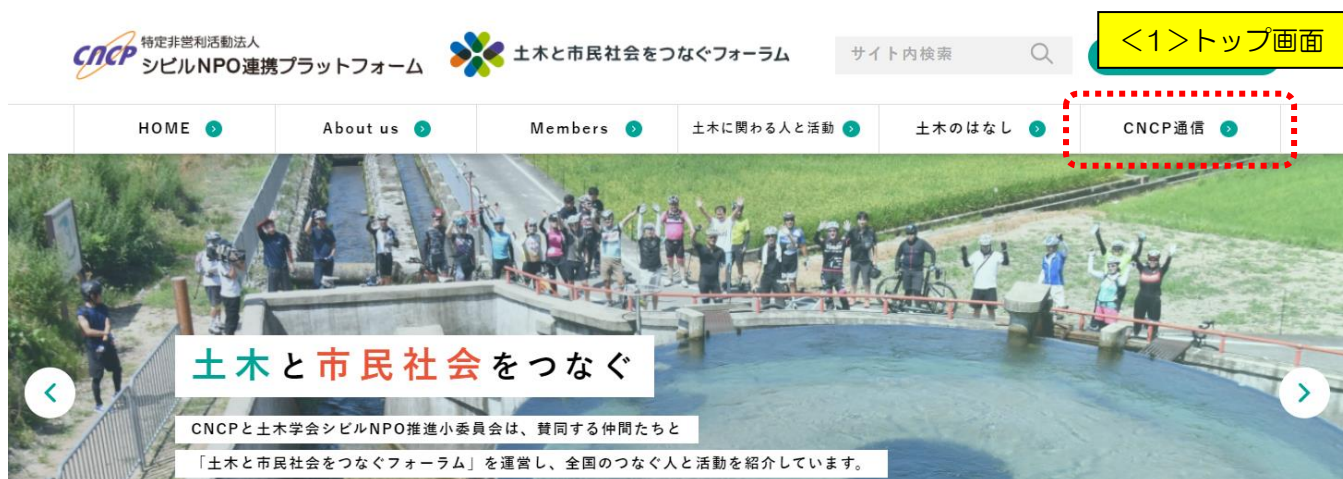 cncp 特定非営利活動法人
シビルNPO連携プラットフォーム
土木と市民社会をつなぐフォーラム
サイト内検索
<1>トップ画面
HOME
About us
Members
土木に関わる人と活動
土木のはなし
CNCP通信
土木と市民社会をつなぐ
CNCPと土木学会シビルNPO推進小委員会は、賛同する仲間たちと
「土木と市民社会をつなぐフォーラム」を運営し、全国のつなぐ人と活動を紹介しています。